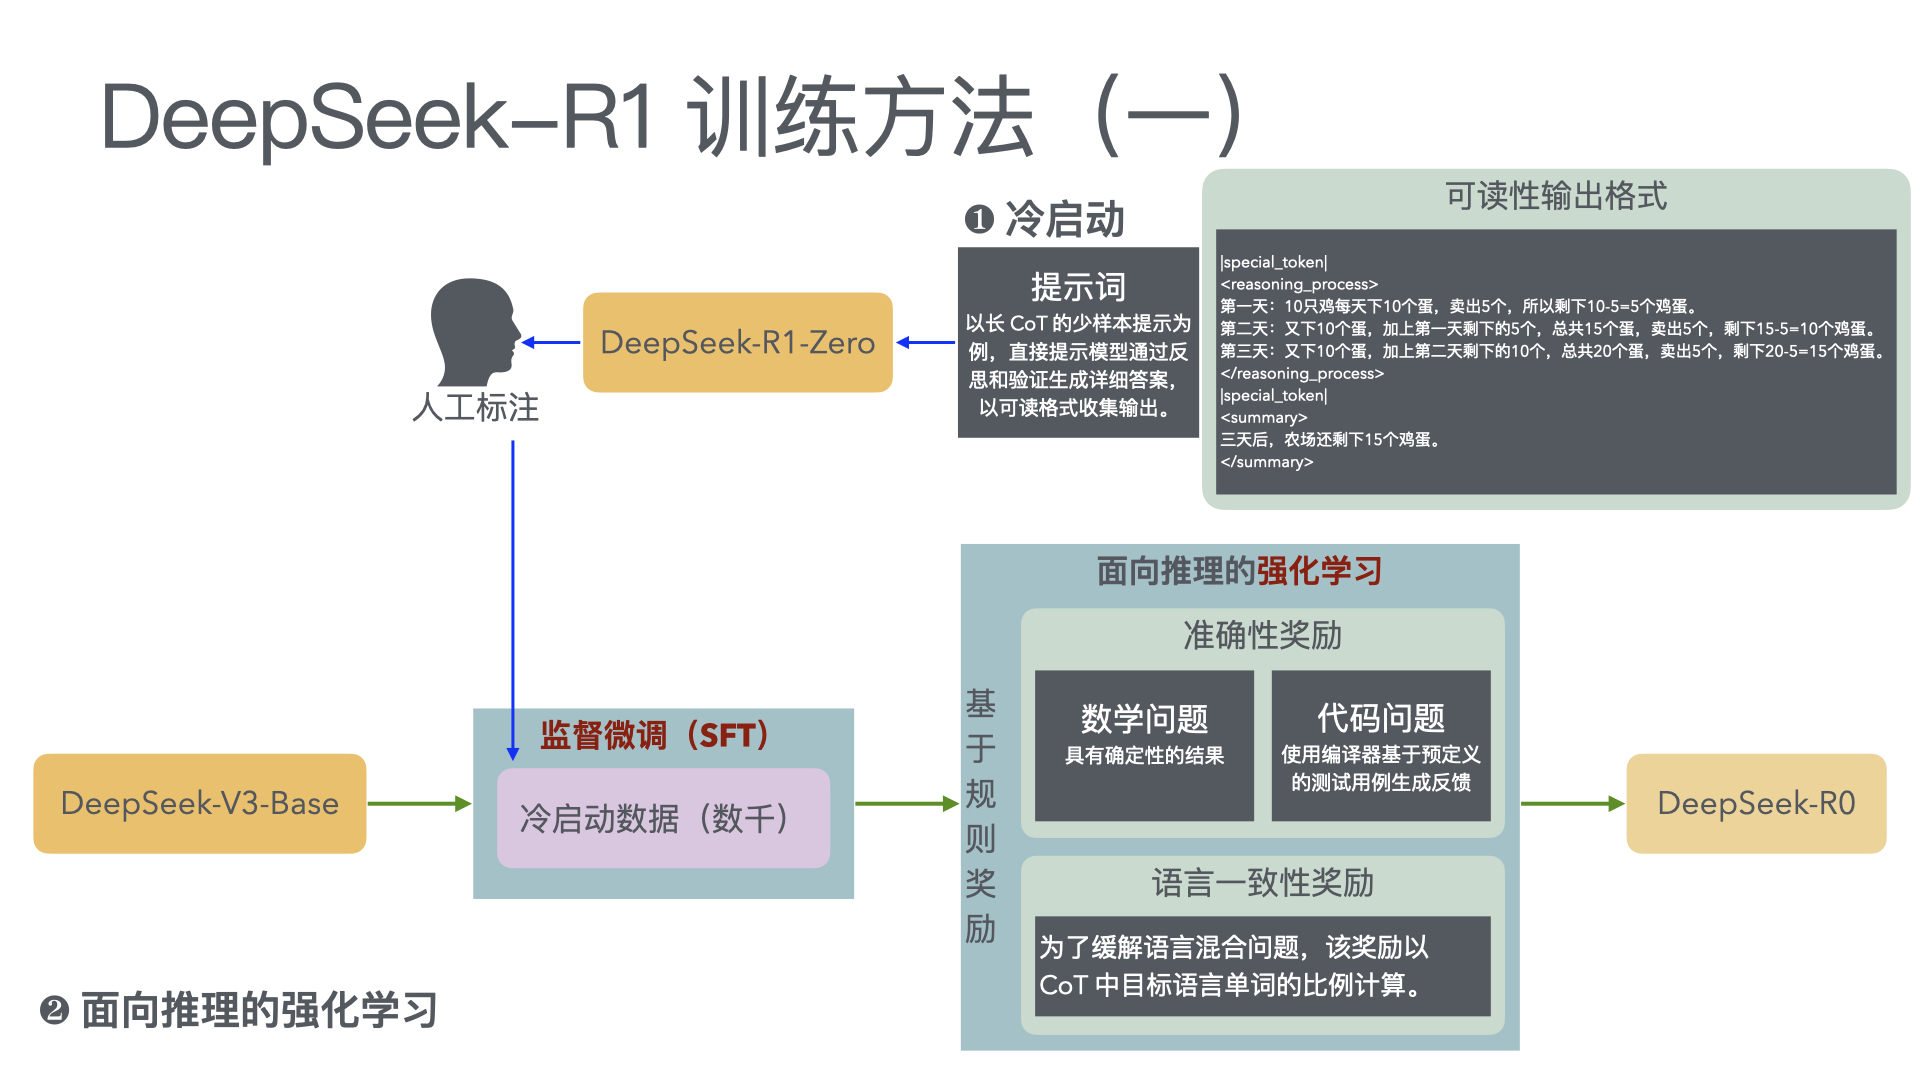 DeepSeek-R1 训练方法（一）
❶ 冷启动
提示词
以长 CoT 的少样本提示为
例，直接提示模型通过反
思和验证生成详细答案，
以可读格式收集输出。
可读性输出格式
|special_token|
<reasoning_process>
第一天：10只鸡每天下10个蛋，卖出5个，所以剩下10-5=5个鸡蛋。
第二天：又下10个蛋，加上第一天剩下的5个，总共15个蛋，卖出5个，剩下15-5=10个鸡蛋。
第三天：又下10个蛋，加上第二天剩下的10个，总共20个蛋，卖出5个，剩下20-5=15个鸡蛋。
</reasoning_process>
|special_token|
<summary>
三天后，农场还剩下15个鸡蛋。
</summary>
DeepSeek-R1-Zero
人工标注
DeepSeek-V3-Base
监督微调（SFT）
冷启动数据（数千）
面向推理的强化学习
基于规则奖励
准确性奖励
数学问题
具有确定性的结果
代码问题
使用编译器基于预定义
的测试用例生成反馈
语言一致性奖励
为了缓解语言混合问题，该奖励以
CoT 中目标语言单词的比例计算。
DeepSeek-R0
❷ 面向推理的强化学习